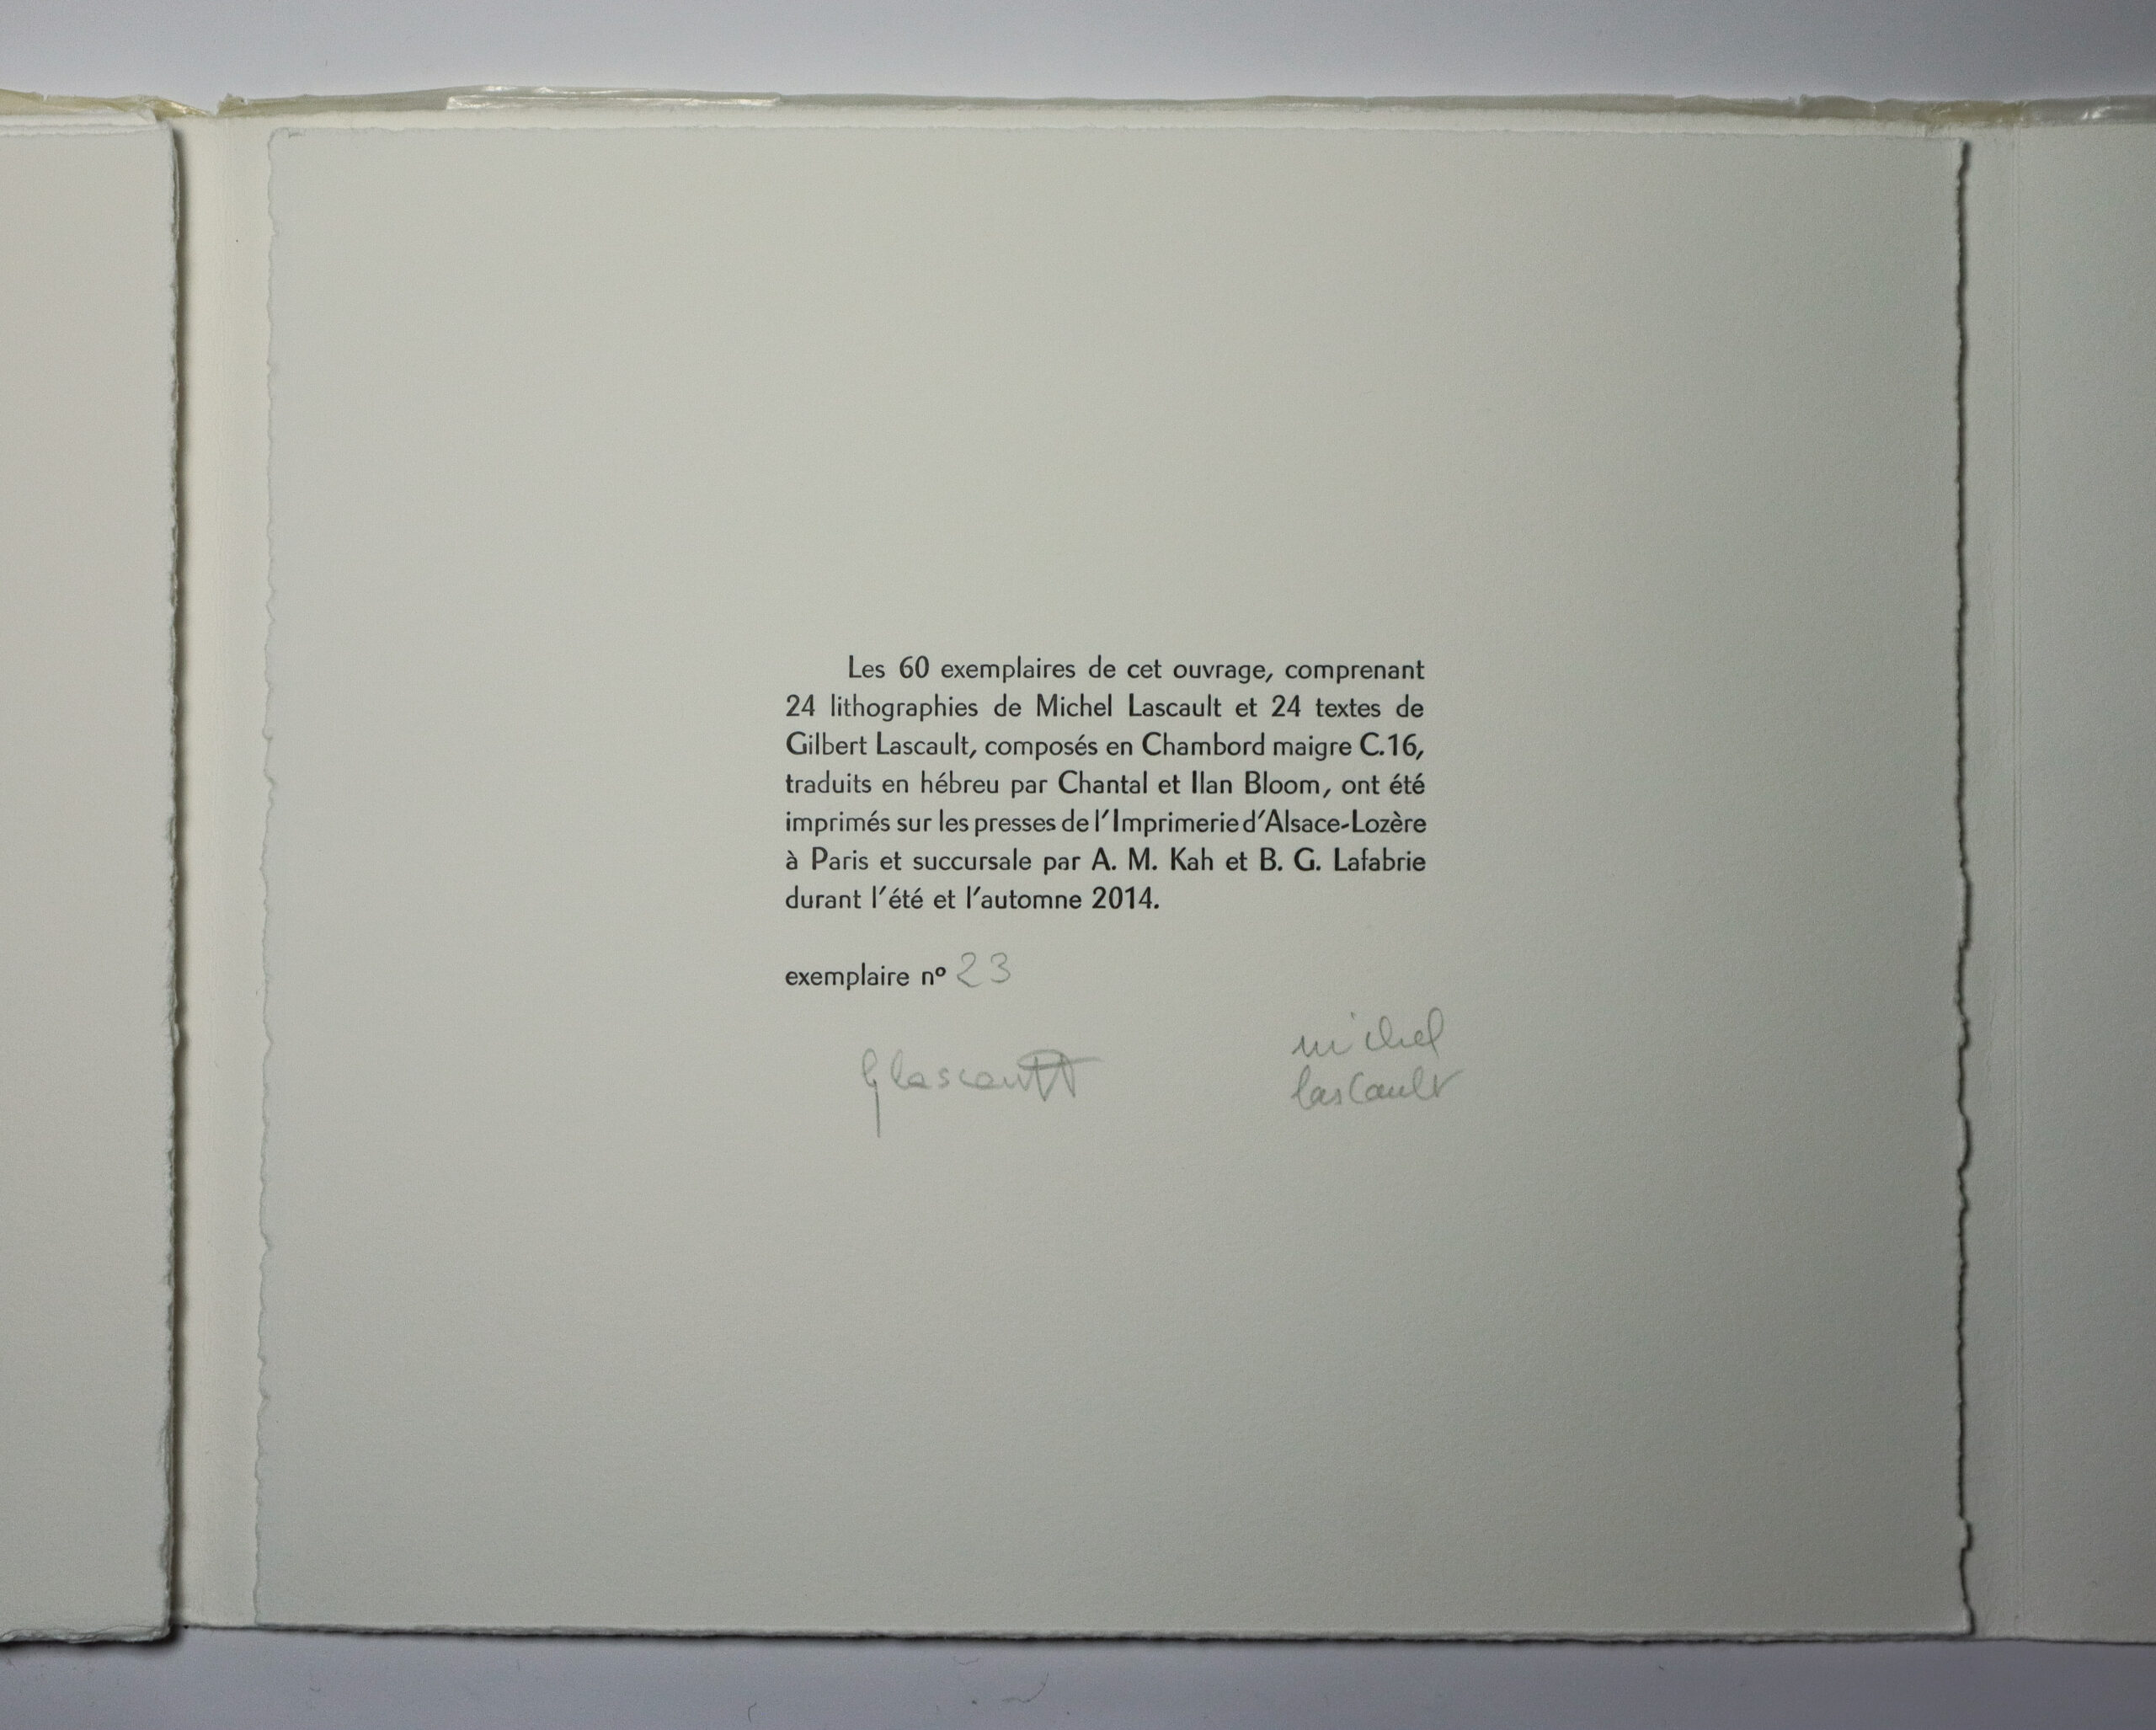 Les 60 exemplaires de cet ouvrage, comprenant
24 lithographies de Michel Lascault et 24 textes de
Gilbert Lascault, composés en Chambord maigre C.16,
traduits en hébreu par Chantal et Ilan Bloom, ont été
imprimés sur les presses de l'Imprimerie d'Alsace-Lozère
à Paris et succursale par A. M. Kah et B. G. Lafabrie
durant l'été et l'automne 2014.
exemplaire nº 23
Glascault
michel
lascault